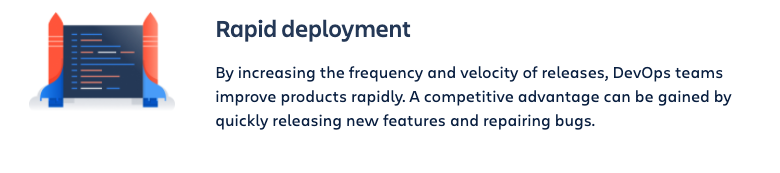 Rapid deployment
By increasing the frequency and velocity of releases, DevOps teams
improve products rapidly. A competitive advantage can be gained by
quickly releasing new features and repairing bugs.